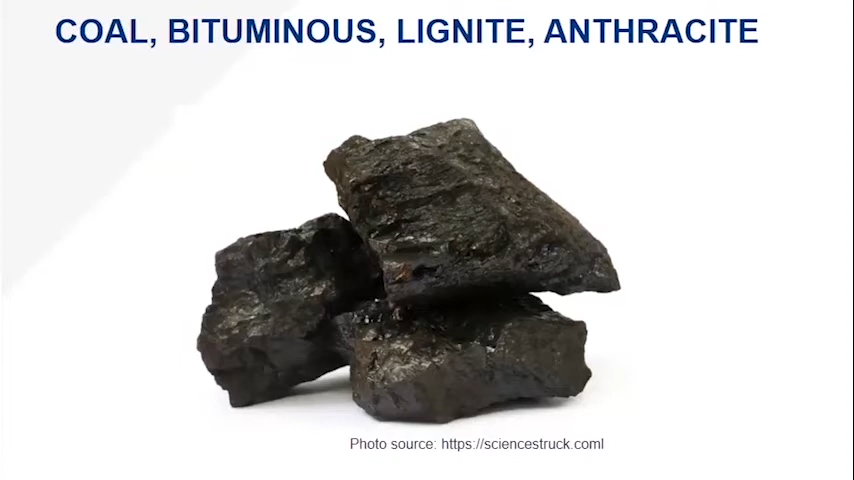 COAL, BITUMINOUS, LIGNITE, ANTHRACITE
Photo source: https://sciencestruck.coml